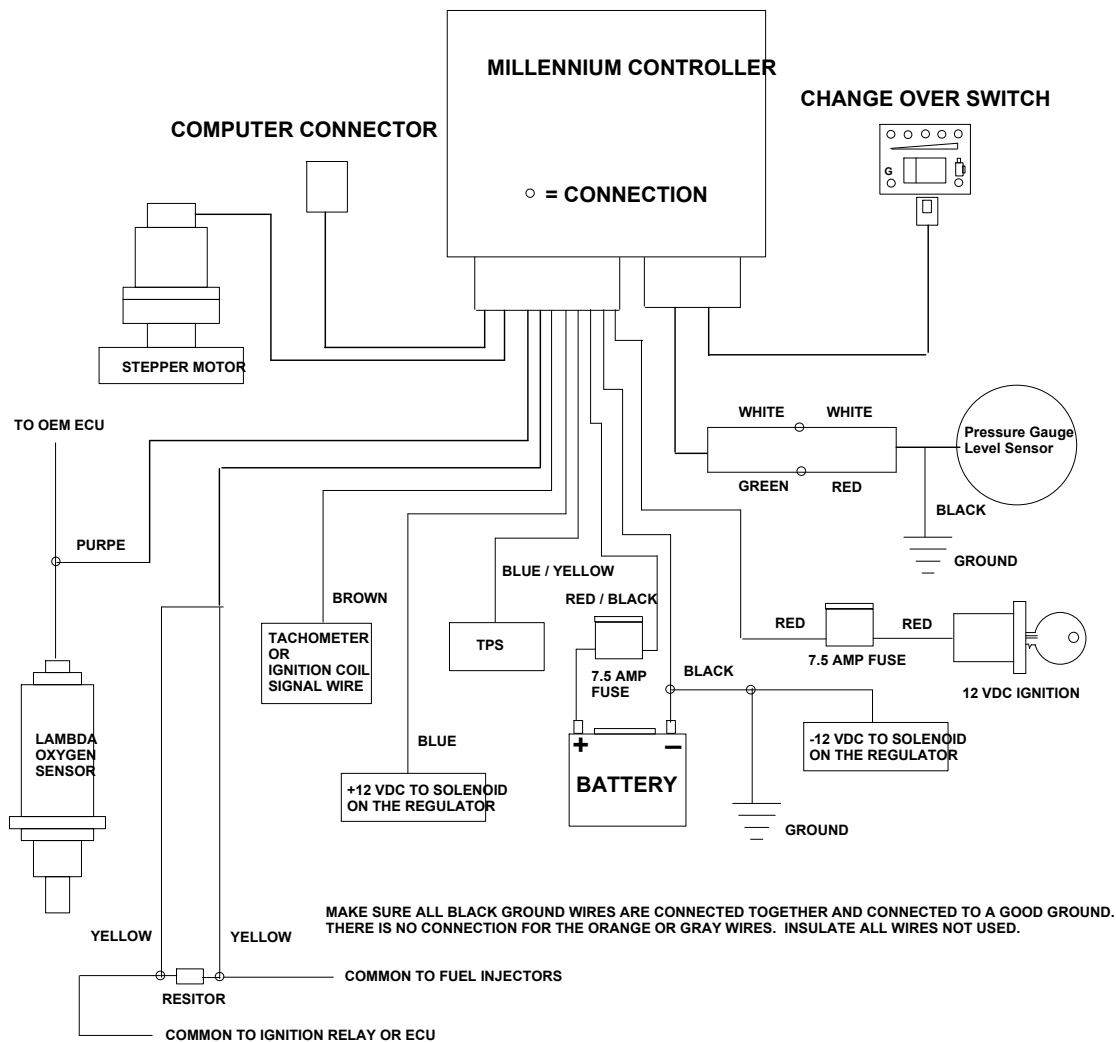 MILLENNIUM CONTROLLER
CHANGE OVER SWITCH
COMPUTER CONNECTOR
= CONNECTION
G
STEPPER MOTOR
TO OEM ECU
WHITE WHITE
Pressure Gauge
Level Sensor
GREEN RED
BLACK
GROUND
PURPE
BROWN
BLUE / YELLOW
RED / BLACK
TACHOMETER
OR
IGNITION COIL
SIGNAL WIRE
TPS
7.5 AMP
FUSE
BLACK
RED RED
7.5 AMP FUSE
12 VDC IGNITION
LAMBDA
OXYGEN
SENSOR
BLUE
+12 VDC TO SOLENOID
ON THE REGULATOR
+ –
BATTERY
-12 VDC TO SOLENOID
ON THE REGULATOR
GROUND
MAKE SURE ALL BLACK GROUND WIRES ARE CONNECTED TOGETHER AND CONNECTED TO A GOOD GROUND.
THERE IS NO CONNECTION FOR THE ORANGE OR GRAY WIRES. INSULATE ALL WIRES NOT USED.
YELLOW YELLOW
COMMON TO FUEL INJECTORS
RESITOR
COMMON TO IGNITION RELAY OR ECU